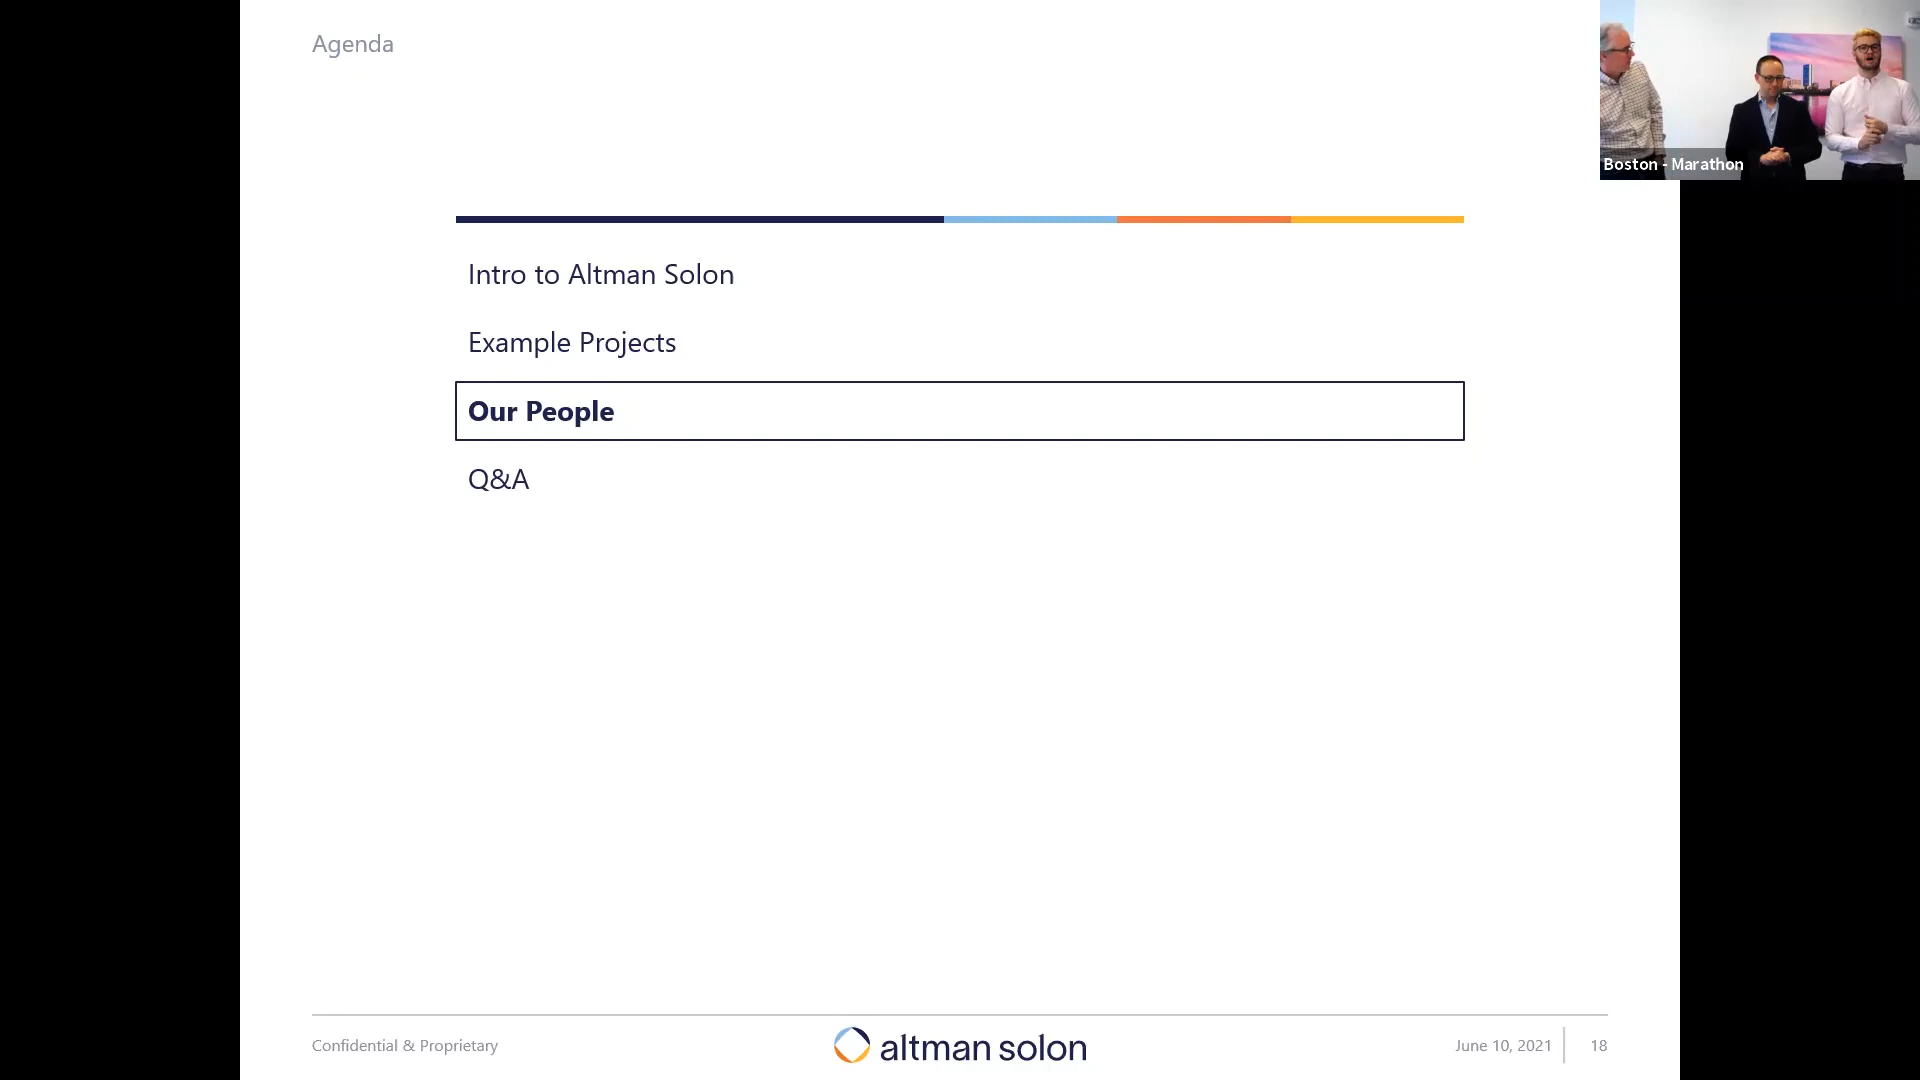 Agenda
Boston - Marathon
Intro to Altman Solon
Example Projects
Our People
Q&A
Confidential & Proprietary
altman solon
June 10, 2021
18